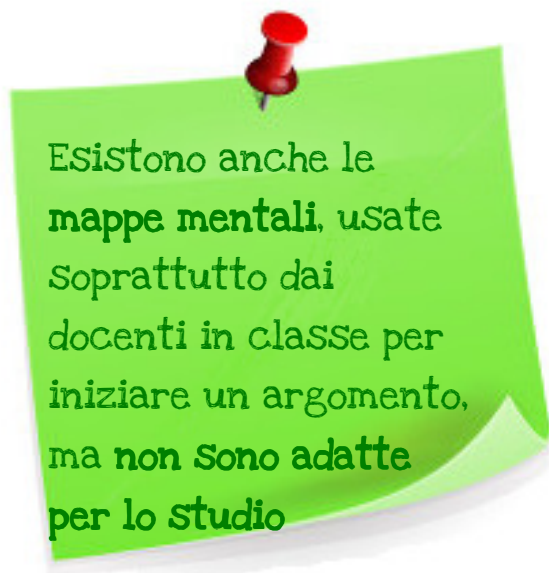 Esistono anche le
mappe mentali, usate
soprattutto dai
docenti in classe per
iniziare un argomento,
ma non sono adatte
per lo studio